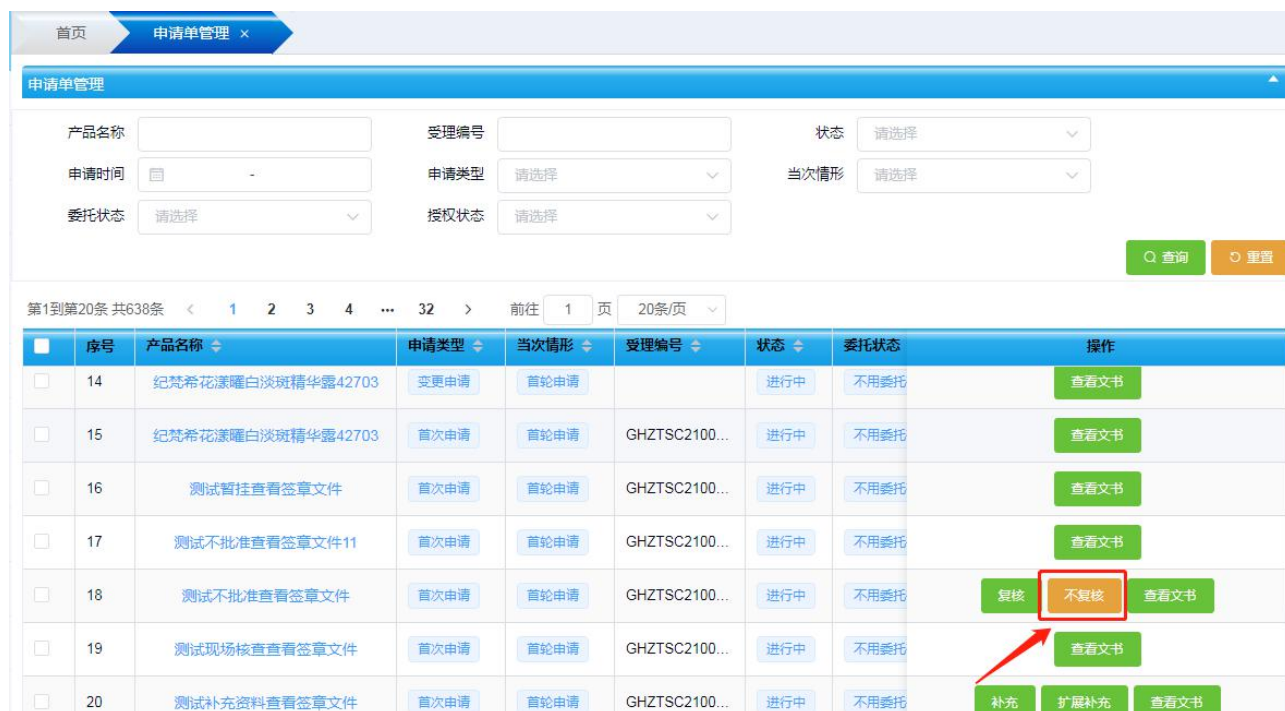 首页 申请单管理 ×
申请单管理
产品名称 受理编号 状态 请选择
申请时间 - 申请类型 请选择 当次情形 请选择
委托状态 请选择 授权状态 请选择
查询 重置
第1到第20条 共638条 < 1 2 3 4 ••• 32 > 前往 1 页 20条/页
序号 产品名称 申请类型 当次情形 受理编号 状态 委托状态 操作
14 纪梵希花漾曜白淡斑精华露42703 变更申请 首轮申请 进行中 不用委托 查看文书
15 纪梵希花漾曜白淡斑精华露42703 首次申请 首轮申请 GHZTSC2100... 进行中 不用委托 查看文书
16 测试暂挂查看签章文件 首次申请 首轮申请 GHZTSC2100... 进行中 不用委托 查看文书
17 测试不批准查看签章文件11 首次申请 首轮申请 GHZTSC2100... 进行中 不用委托 查看文书
18 测试不批准查看签章文件 首次申请 首轮申请 GHZTSC2100... 进行中 不用委托 复核 不复核 查看文书
19 测试现场核查查看签章文件 首次申请 首轮申请 GHZTSC2100... 进行中 不用委托 查看文书
20 测试补充资料查看签章文件 首次申请 首轮申请 GHZTSC2100... 进行中 不用委托 补充 扩展补充 查看文书